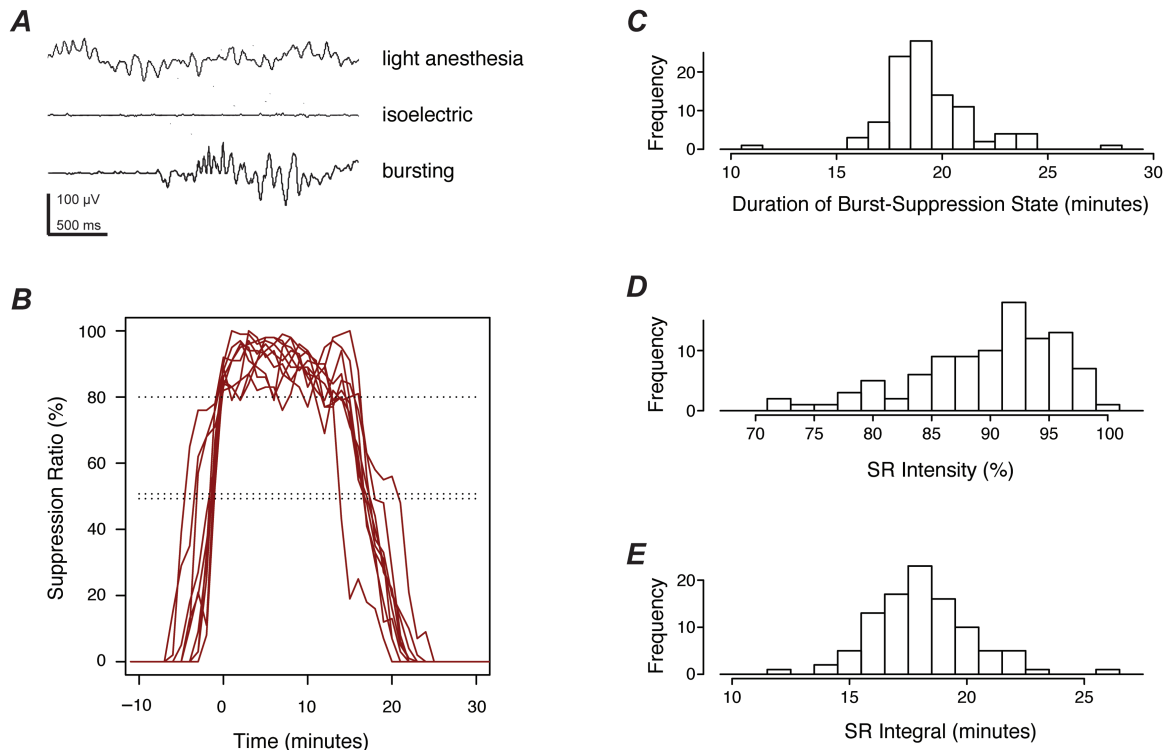 A
light anesthesia
isoelectric
bursting
100 µV
500 ms
B
Suppression Ratio (%)
100
80
60
40
20
0
−10 0 10 20 30
Time (minutes)
C
Frequency
20
10
0
10 15 20 25 30
Duration of Burst-Suppression State (minutes)
D
Frequency
10
0
70 75 80 85 90 95 100
SR Intensity (%)
E
Frequency
20
10
0
10 15 20 25
SR Integral (minutes)